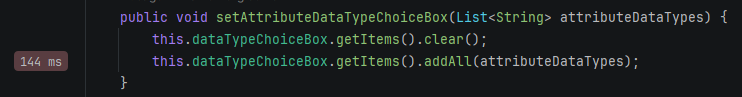 public void setAttributeDataTypeChoiceBox(List<String> attributeDataTypes) {
this.dataTypeChoiceBox.getItems().clear();
144 ms this.dataTypeChoiceBox.getItems().addAll(attributeDataTypes);
}